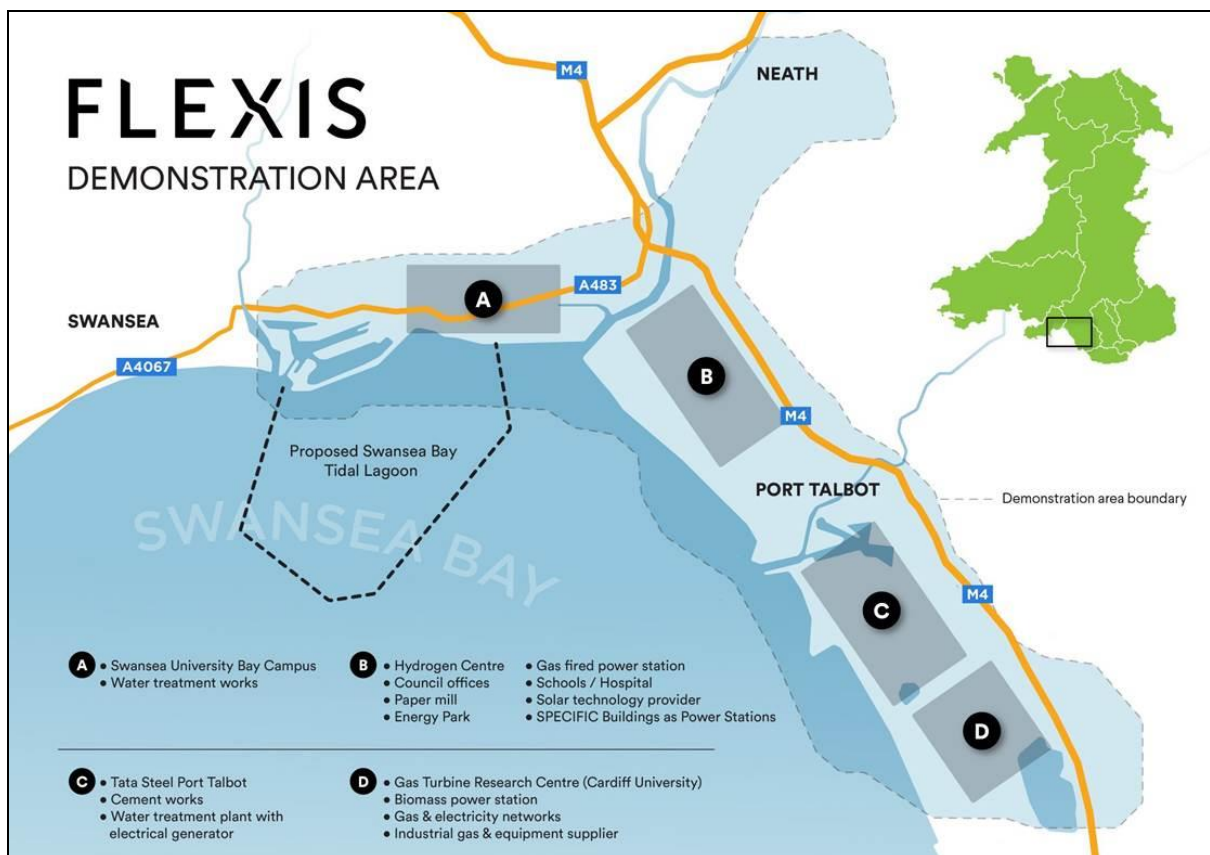 FLEXIS
DEMONSTRATION AREA
M4
NEATH
A
A483
SWANSEA
A4067
B
M4
Proposed Swansea Bay
Tidal Lagoon
PORT TALBOT
Demonstration area boundary
SWANSEA BAY
C
M4
D
A
• Swansea University Bay Campus
• Water treatment works
B
• Hydrogen Centre
• Council offices
• Paper mill
• Energy Park
• Gas fired power station
• Schools / Hospital
• Solar technology provider
• SPECIFIC Buildings as Power Stations
C
• Tata Steel Port Talbot
• Cement works
• Water treatment plant with
electrical generator
D
• Gas Turbine Research Centre (Cardiff University)
• Biomass power station
• Gas & electricity networks
• Industrial gas & equipment supplier